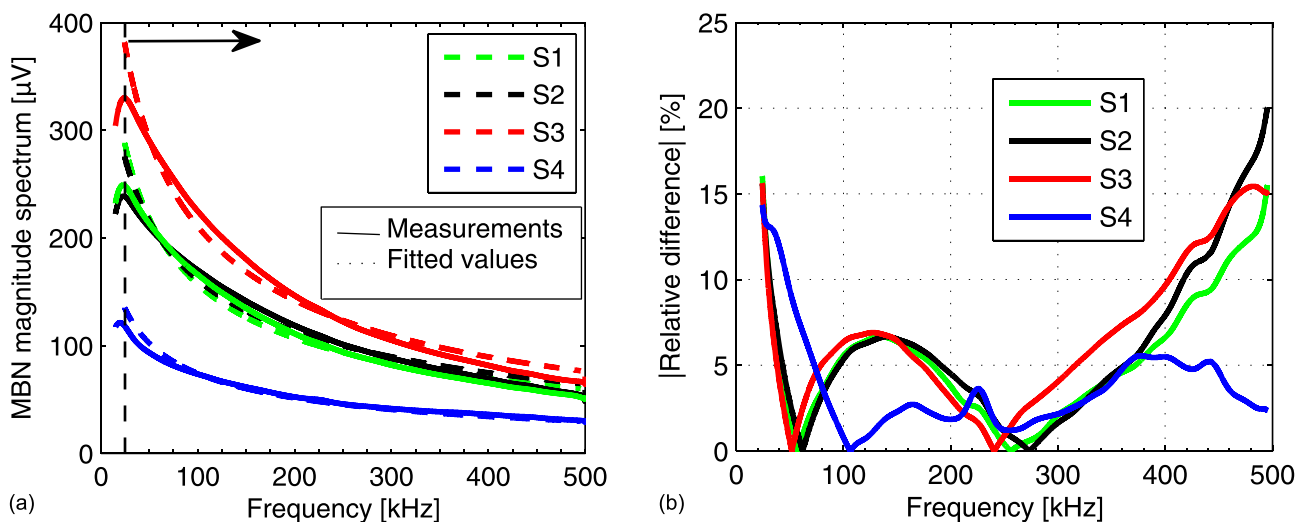 MBN magnitude spectrum [µV]
400
300
200
100
0
0 100 200 300 400 500
Frequency [kHz]
S1
S2
S3
S4
Measurements
Fitted values
(a)
|Relative difference| [%]
25
20
15
10
5
0
0 100 200 300 400 500
Frequency [kHz]
S1
S2
S3
S4
(b)